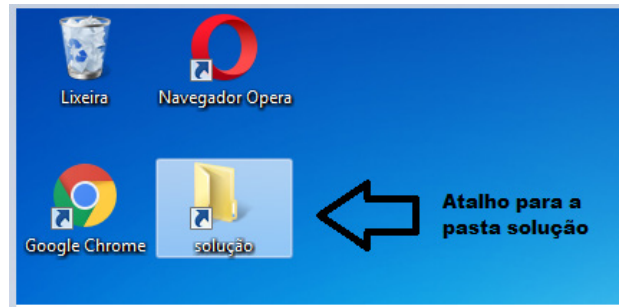 Lixeira
Navegador Opera
Google Chrome
solução
Atalho para a
pasta solução